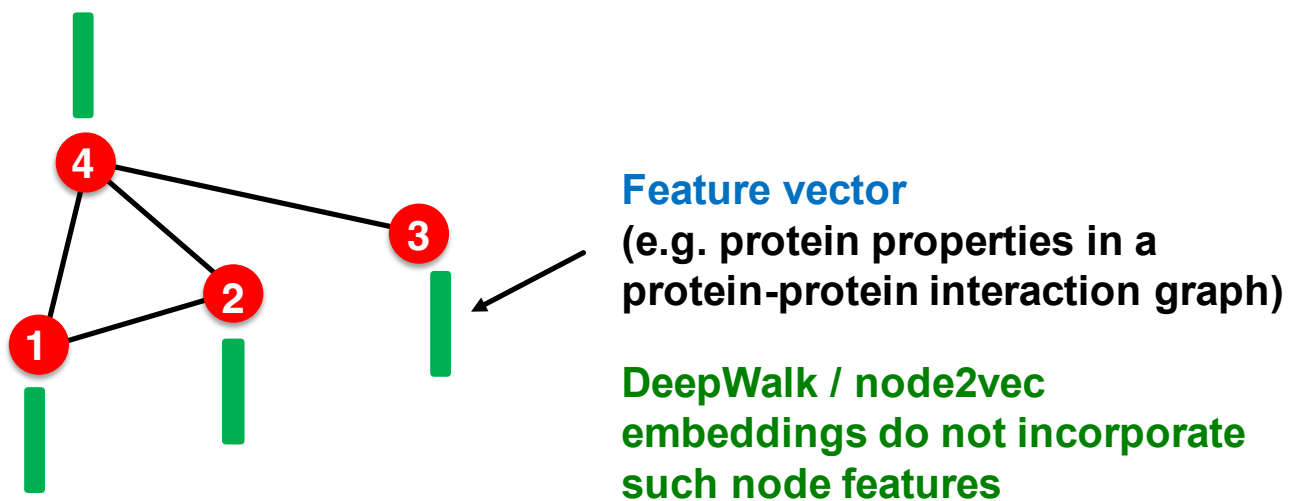 4
3
2
1
Feature vector
(e.g. protein properties in a
protein-protein interaction graph)
DeepWalk / node2vec
embeddings do not incorporate
such node features